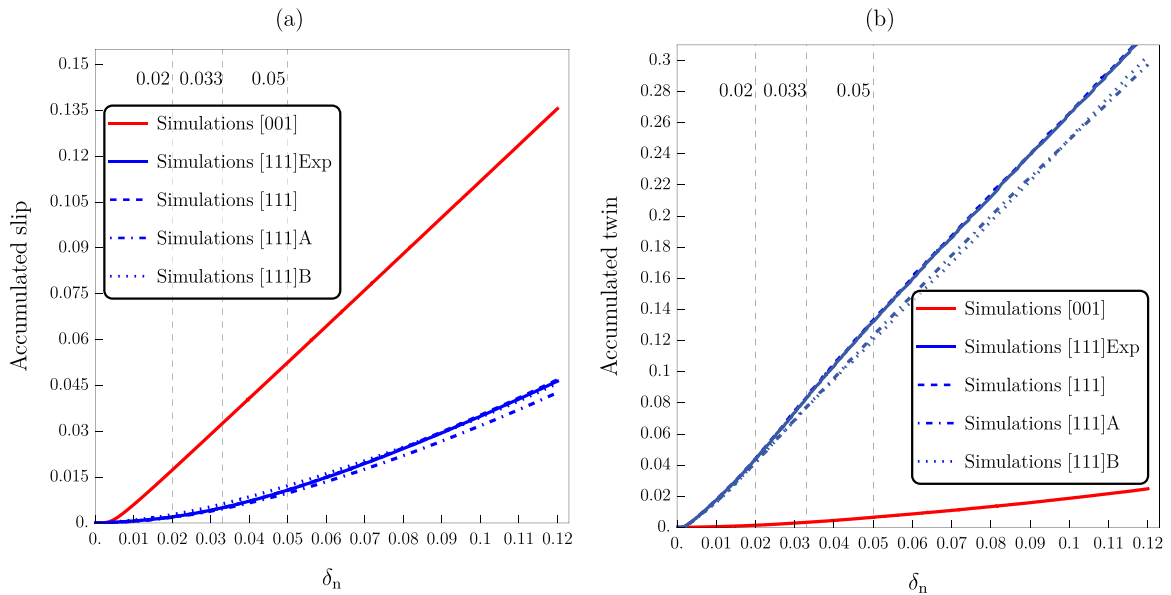 (a)
Accumulated slip
0.15
0.135
0.12
0.105
0.09
0.075
0.06
0.045
0.03
0.015
0.
0.02 0.033 0.05
Simulations [001]
Simulations [111]Exp
Simulations [111]
Simulations [111]A
Simulations [111]B
0. 0.01 0.02 0.03 0.04 0.05 0.06 0.07 0.08 0.09 0.1 0.11 0.12
δn
(b)
Accumulated twin
0.3
0.28
0.26
0.24
0.22
0.2
0.18
0.16
0.14
0.12
0.1
0.08
0.06
0.04
0.02
0.
0.02 0.033 0.05
Simulations [001]
Simulations [111]Exp
Simulations [111]
Simulations [111]A
Simulations [111]B
0. 0.01 0.02 0.03 0.04 0.05 0.06 0.07 0.08 0.09 0.1 0.11 0.12
δn